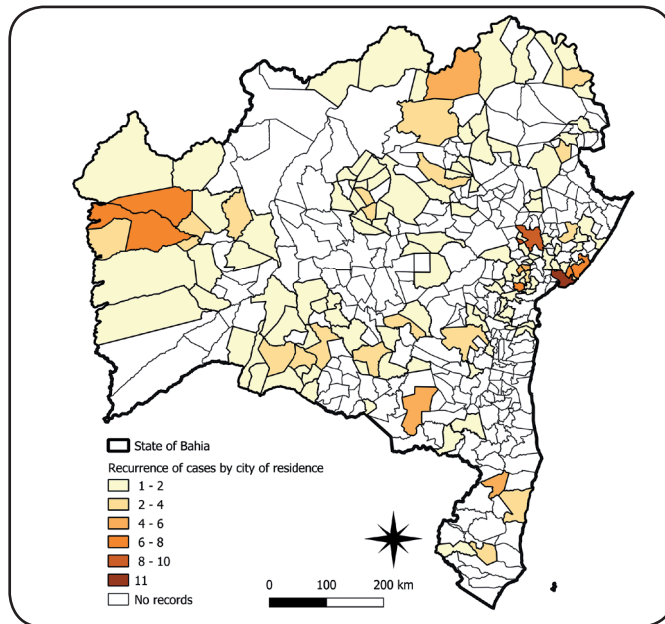 State of Bahia
Recurrence of cases by city of residence
1 - 2
2 - 4
4 - 6
6 - 8
8 - 10
11
No records
0 100 200 km